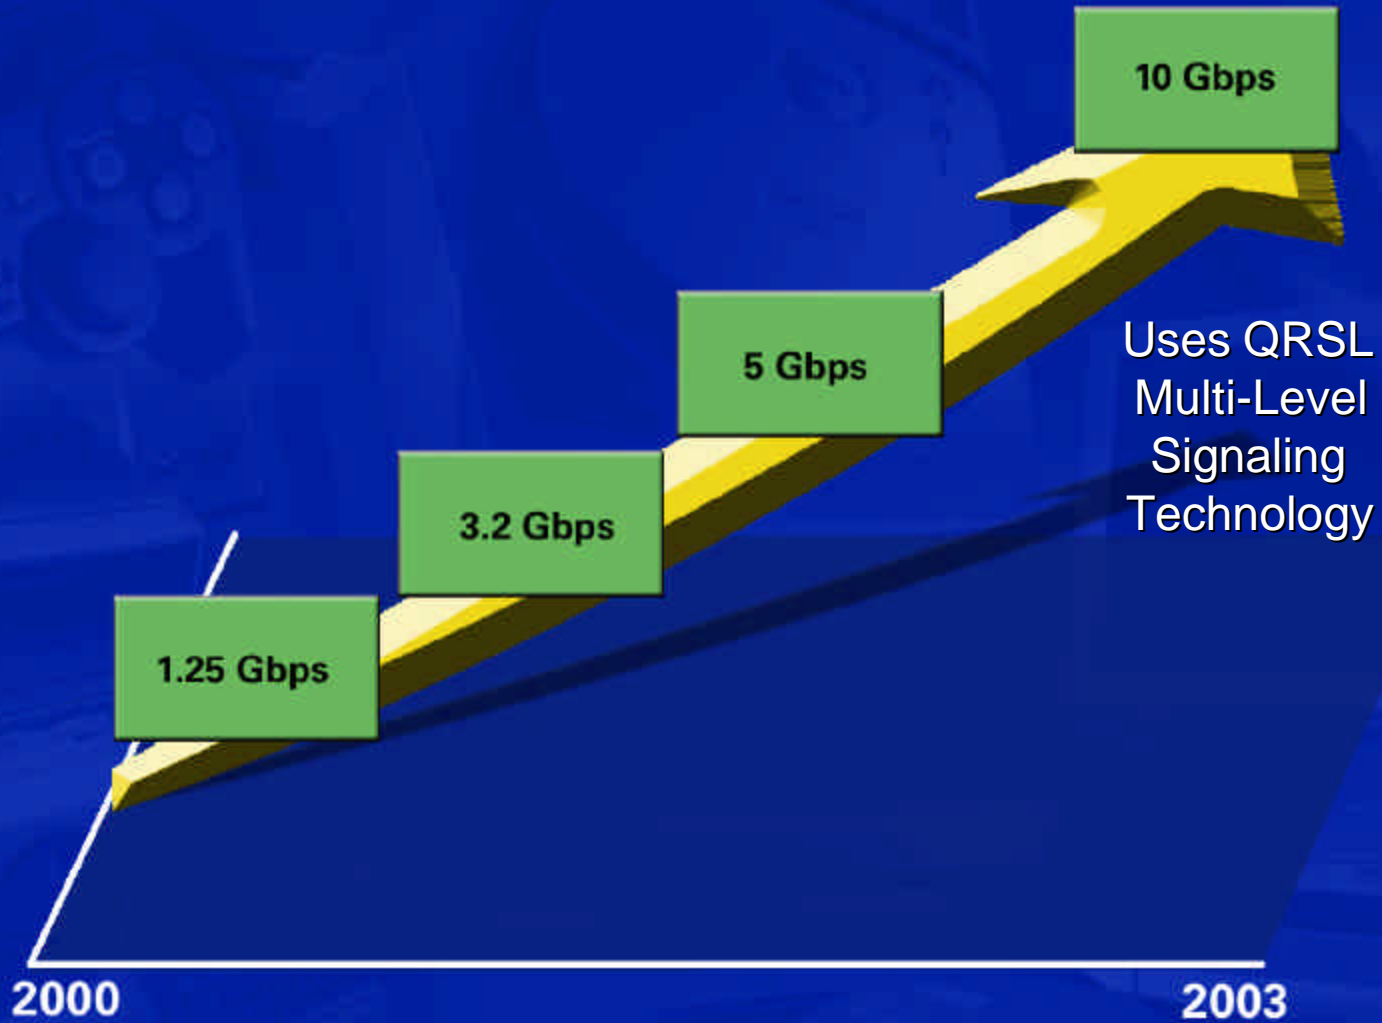 10 Gbps
5 Gbps
Uses QRSL
Multi-Level
Signaling
Technology
3.2 Gbps
1.25 Gbps
2000
2003